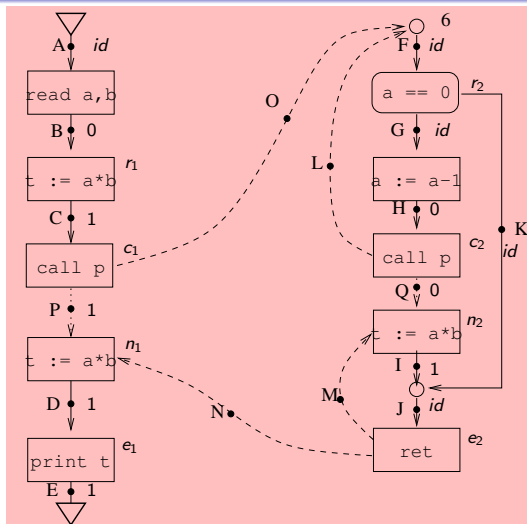 A id
read a,b
B 0
r1
t := a*b
C 1
c1
call p
P 1
n1
t := a*b
D 1
e1
print t
E 1
O
L
N
M
6
F id
r2
a == 0
G id
a := a-1
H 0
c2
call p
Q 0
n2
t := a*b
I 1
J id
e2
ret
K
id